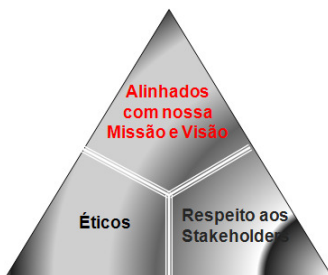 Alinhados
com nossa
Missão e Visão
Éticos
Respeito aos
Stakeholders